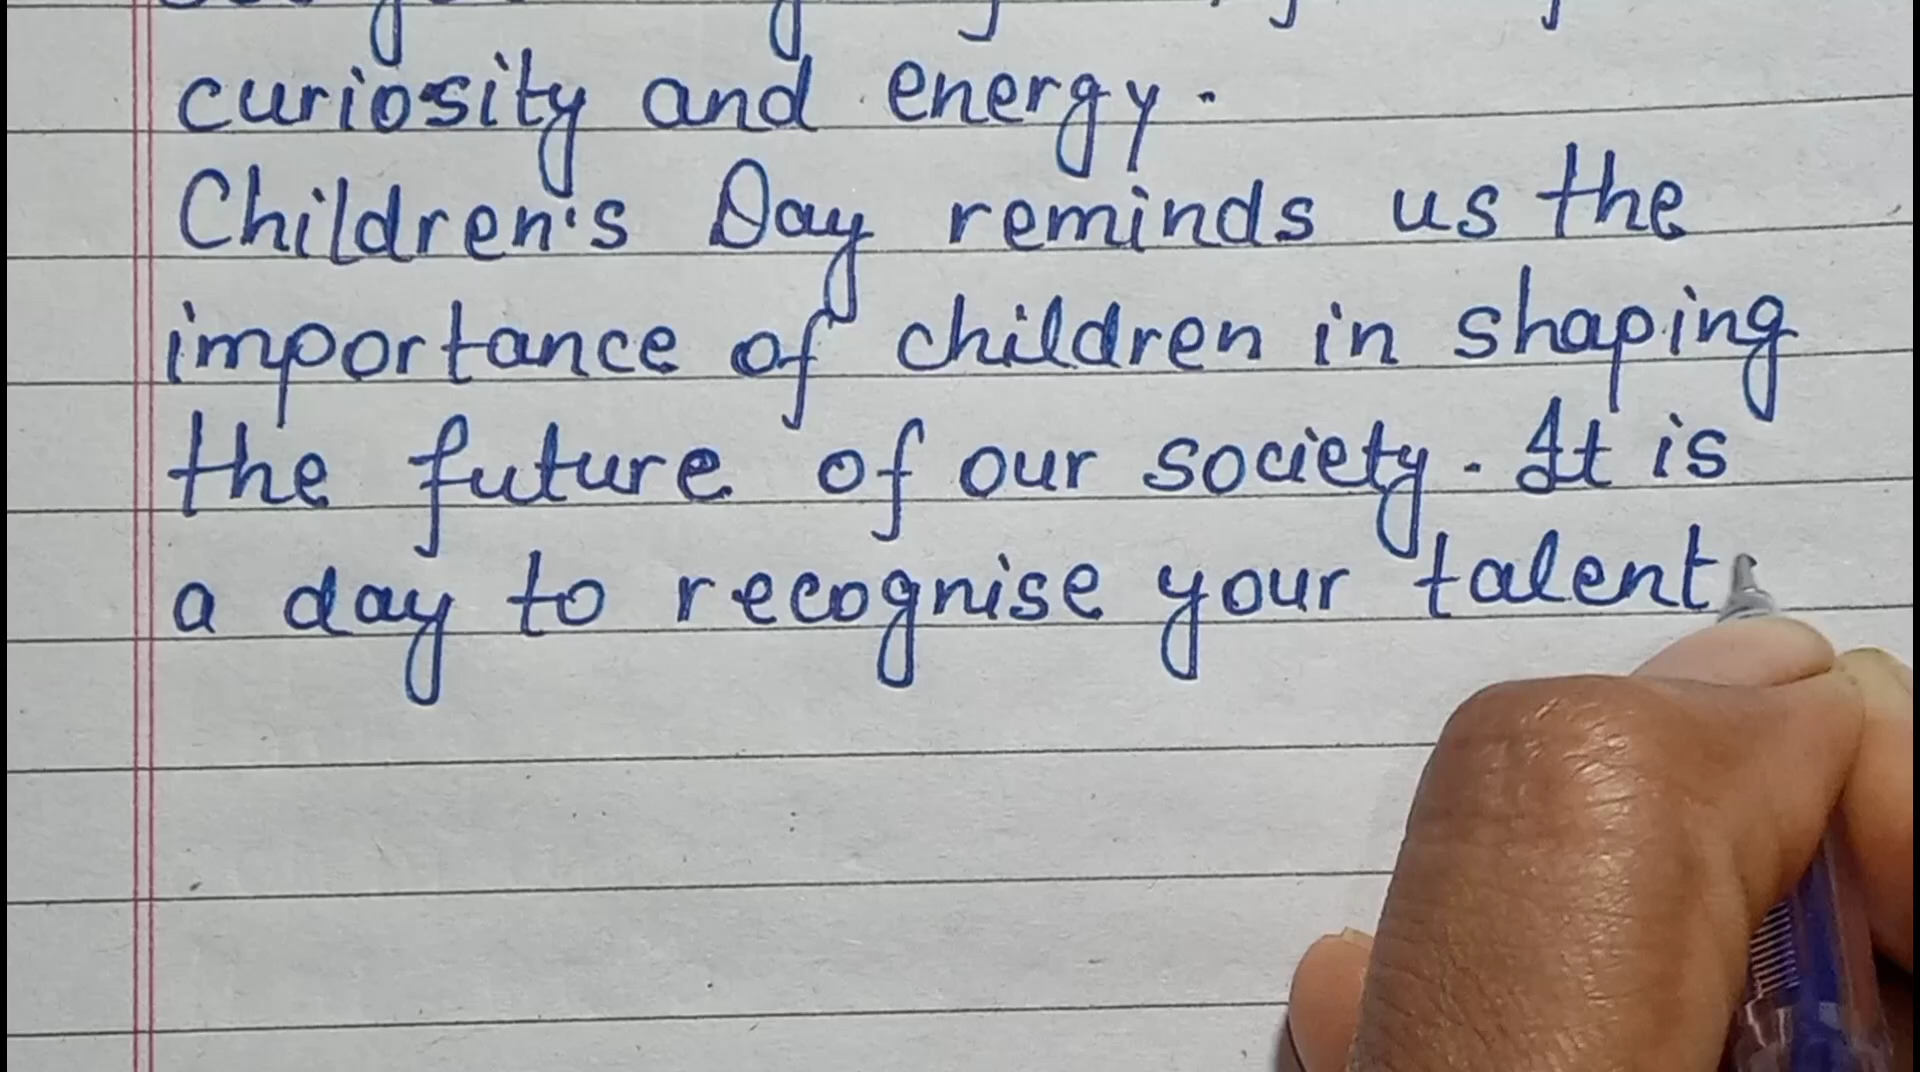 curiosity and energy.
Children's Day reminds us the
importance of children in shaping
the future of our society. It is
a day to recognise your talent